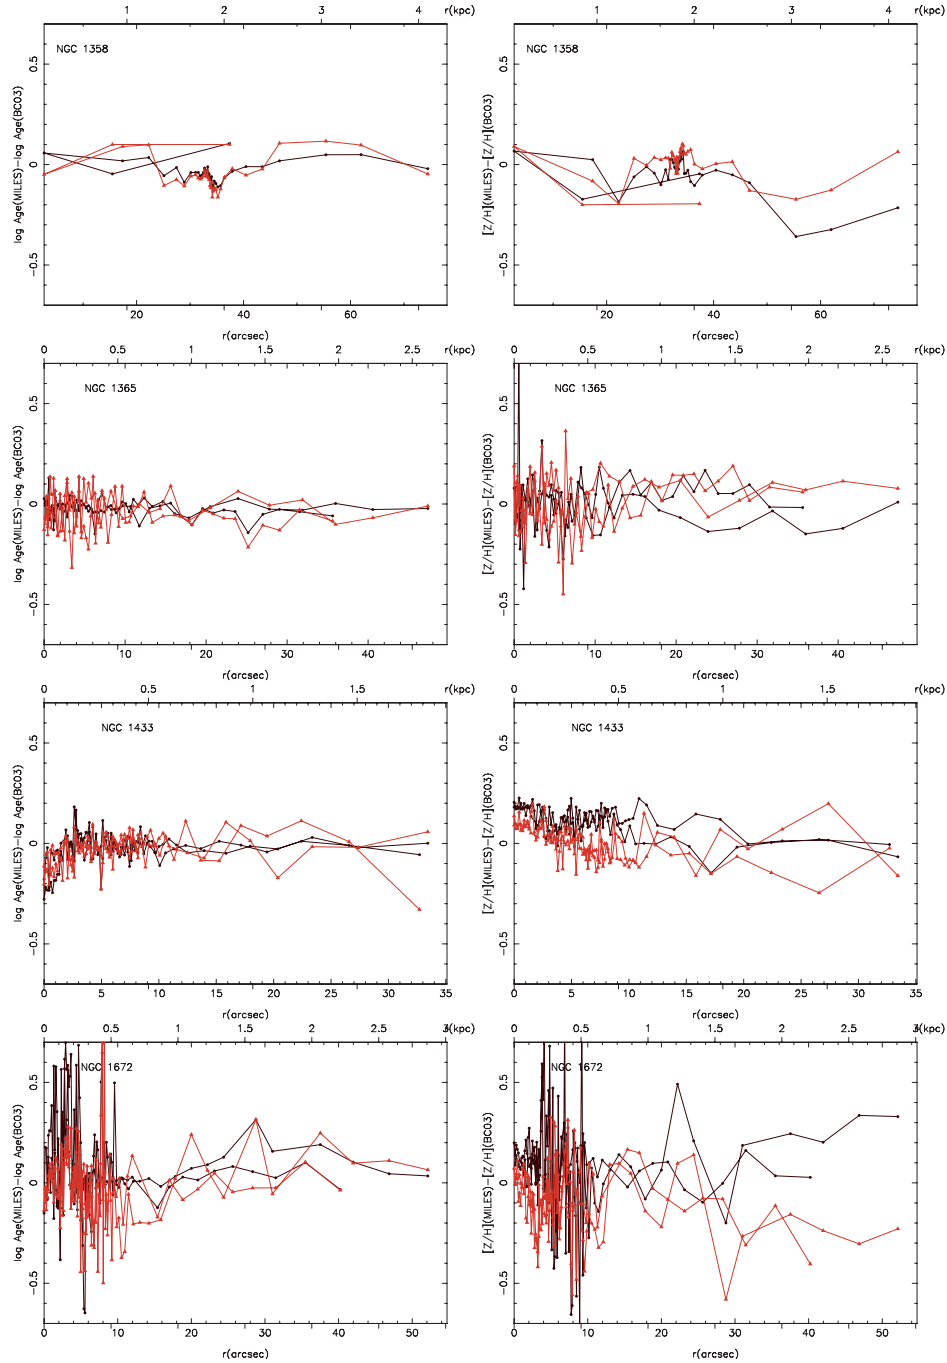 1 2 3 4 r(kpc)
1 2 3 4 r(kpc)
NGC 1358
NGC 1358
log Age(MILES)-log Age(BC03)
0.5 0 -0.5
[Z/H](MILES)-[Z/H](BC03)
0.5 0 -0.5
20 40 60
20 40 60
r(arcsec)
r(arcsec)
0 0.5 1 1.5 2 2.5 r(kpc)
0 0.5 1 1.5 2 2.5 r(kpc)
NGC 1365
NGC 1365
log Age(MILES)-log Age(BC03)
0.5 0 -0.5
[Z/H](MILES)-[Z/H](BC03)
0.5 0 -0.5
0 10 20 30 40
0 10 20 30 40
r(arcsec)
r(arcsec)
0 0.5 1 1.5 r(kpc)
0 0.5 1 1.5 r(kpc)
NGC 1433
NGC 1433
log Age(MILES)-log Age(BC03)
0.5 0 -0.5
[Z/H](MILES)-[Z/H](BC03)
0.5 0 -0.5
0 5 10 15 20 25 30 35
0 5 10 15 20 25 30 35
r(arcsec)
r(arcsec)
0 0.5 1 1.5 2 2.5 3 r(kpc)
0 0.5 1 1.5 2 2.5 3 r(kpc)
NGC 1672
NGC 1672
log Age(MILES)-log Age(BC03)
0.5 0 -0.5
[Z/H](MILES)-[Z/H](BC03)
0.5 0 -0.5
0 10 20 30 40 50
0 10 20 30 40 50
r(arcsec)
r(arcsec)